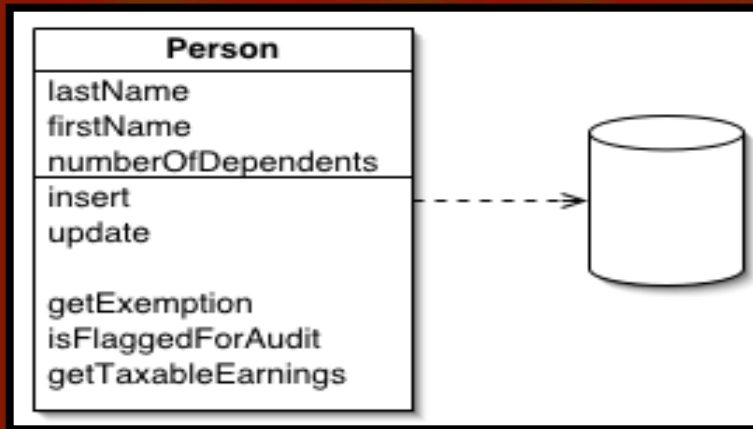 Person
lastName
firstName
numberOfDependents
insert
update
getExemption
isFlaggedForAudit
getTaxableEarnings